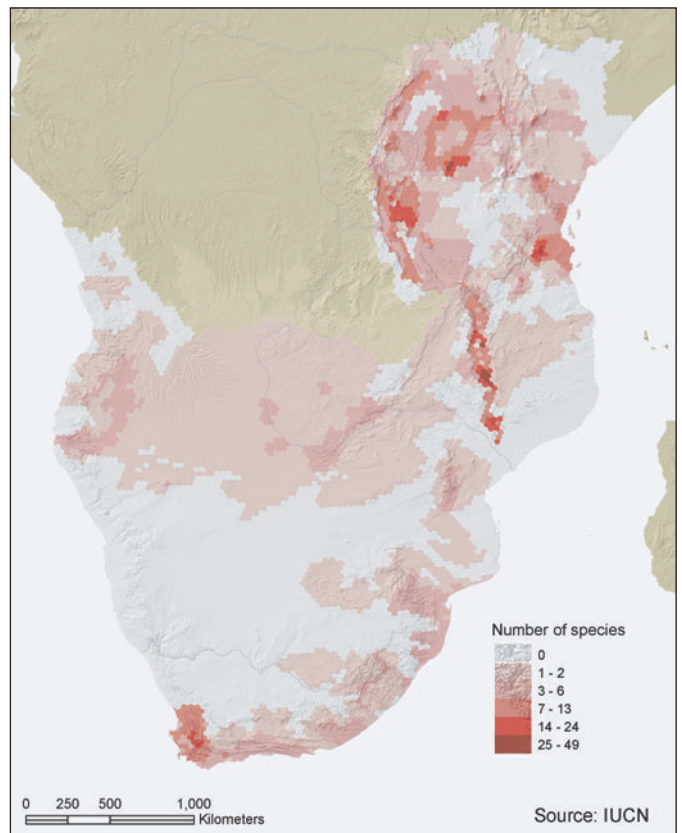 Number of species
0
1 - 2
3 - 6
7 - 13
14 - 24
25 - 49
0 250 500 1,000
Kilometers
Source: IUCN